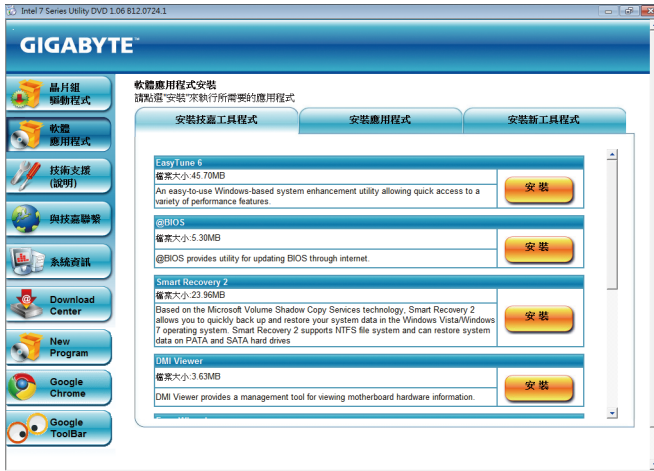 Intel 7 Series Utility DVD 1.06 B12.0724.1
GIGABYTE™
晶片組
驅動程式
軟體
應用程式
技術支援
(說明)
與技嘉聯繫
系統資訊
Download
Center
New
Program
Google
Chrome
Google
ToolBar
軟體應用程式安裝
請點選"安裝"來執行所需要的應用程式
安裝技嘉工具程式
安裝應用程式
安裝新工具程式
EasyTune 6
檔案大小:45.70MB
An easy-to-use Windows-based system enhancement utility allowing quick access to a
variety of performance features.
安裝
@BIOS
檔案大小:5.30MB
@BIOS provides utility for updating BIOS through internet.
安裝
Smart Recovery 2
檔案大小:23.96MB
Based on the Microsoft Volume Shadow Copy Services technology, Smart Recovery 2
allows you to quickly back up and restore your system data in the Windows Vista/Windows
7 operating system. Smart Recovery 2 supports NTFS file system and can restore system
data on PATA and SATA hard drives
安裝
DMI Viewer
檔案大小:3.63MB
DMI Viewer provides a management tool for viewing motherboard hardware information.
安裝